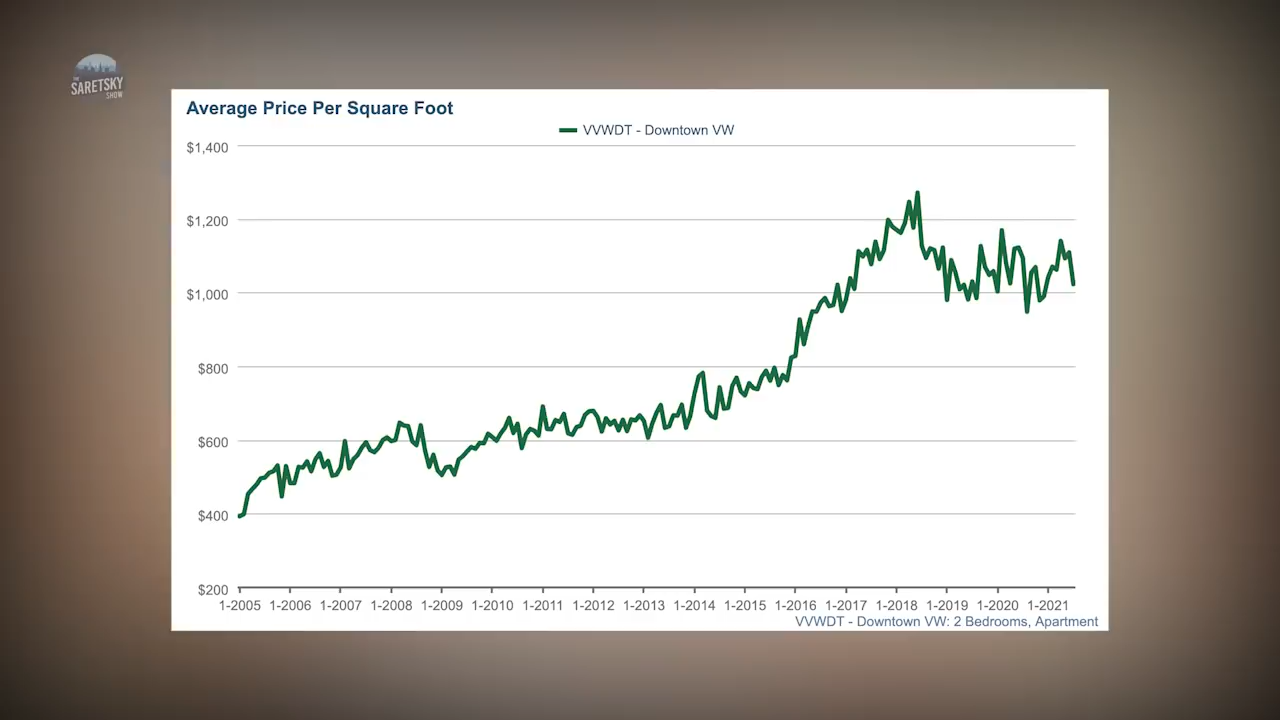 THE
SARETSKY
SHOW
Average Price Per Square Foot
VVWDT - Downtown VW
$1,400
$1,200
$1,000
$800
$600
$400
$200
1-2005 1-2006 1-2007 1-2008 1-2009 1-2010 1-2011 1-2012 1-2013 1-2014 1-2015 1-2016 1-2017 1-2018 1-2019 1-2020 1-2021
VVWDT - Downtown VW: 2 Bedrooms, Apartment